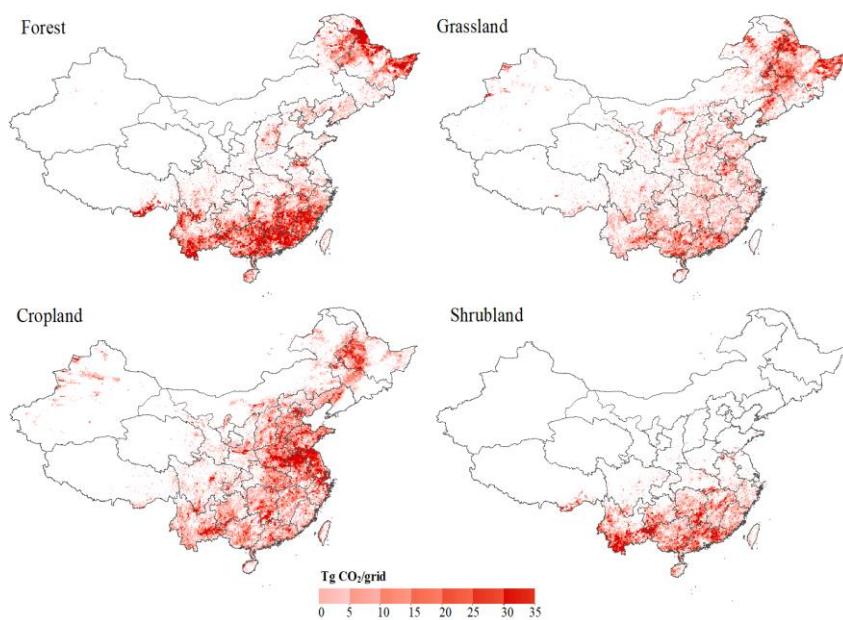 Forest
Grassland
Cropland
Shrubland
Tg CO₂/grid
0 5 10 15 20 25 30 35